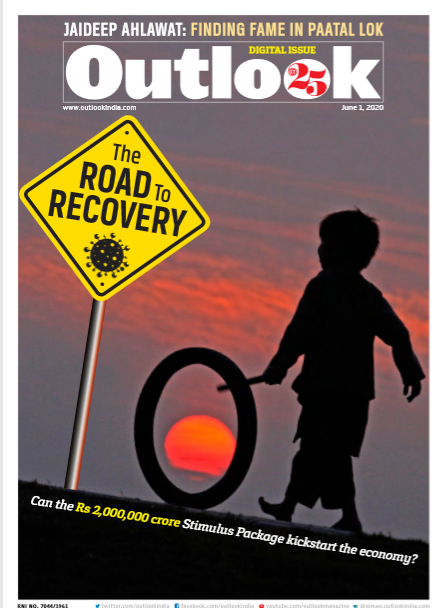 JAIDEEP AHLAWAT: FINDING FAME IN PAATAL LOK
DIGITAL ISSUE
Outlook
25
www.outlookindia.com
June 1, 2020
The
ROAD To
RECOVERY
Can the Rs 2,000,000 crore Stimulus Package kickstart the economy?
RNI NO. 7044/1961
twitter.com/outlookindia
facebook.com/outlookindia
youtube.com/outlookmagazine